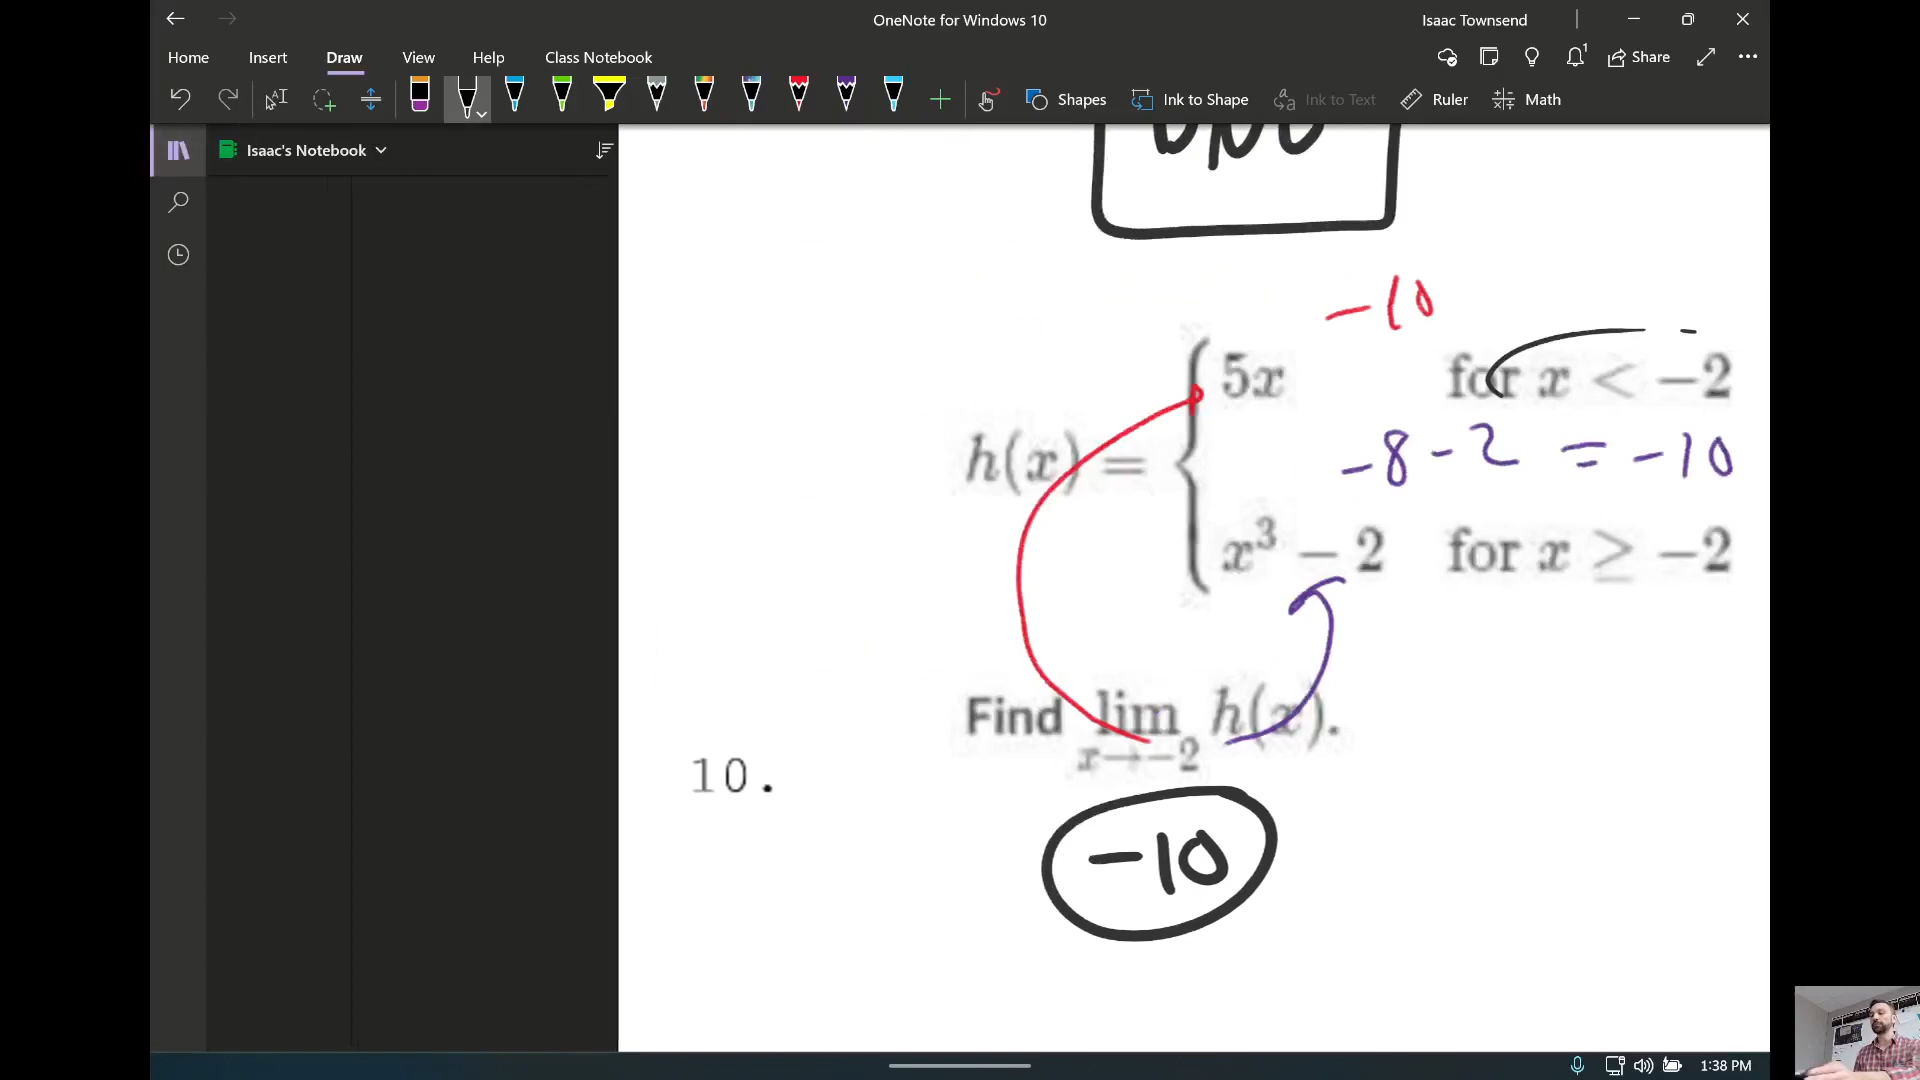 OneNote for Windows 10
Isaac Townsend
Home Insert Draw View Help Class Notebook
1 Share
Shapes Ink to Shape Ink to Text Ruler Math
Isaac's Notebook
DNE
-10
h(x) = { 5x for x < -2
-8 - 2 = -10
x³ - 2 for x ≥ -2
Find lim x→-2 h(x).
10.
-10
1:38 PM